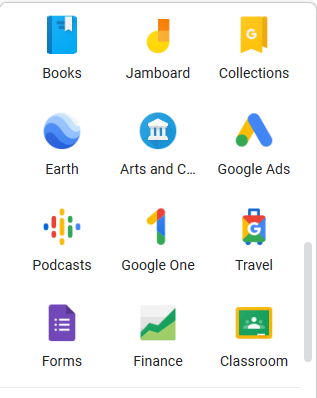 Books Jamboard Collections
G
Earth Arts and C... Google Ads
Podcasts Google One Travel
G
Forms Finance Classroom